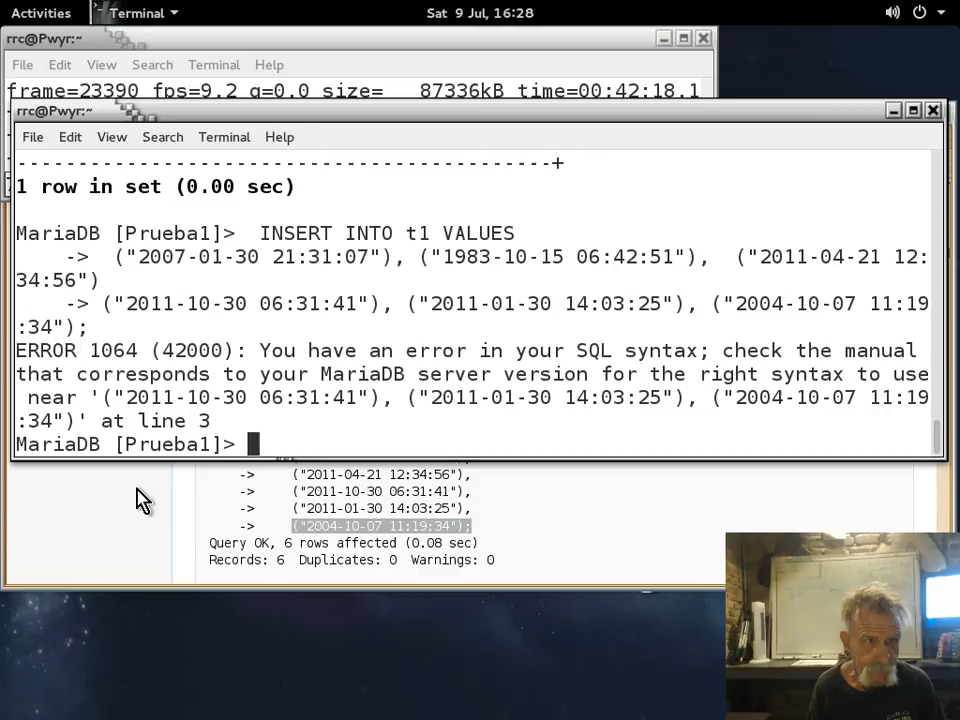 Activities Terminal Sat 9 Jul, 16:28
rrc@Pwyr:~
File Edit View Search Terminal Help
frame=23390 fps=9.2 q=0.0 size= 87336kB time=00:42:18.1
rrc@Pwyr:~
File Edit View Search Terminal Help
--------------------------------------------+
1 row in set (0.00 sec)
MariaDB [Prueba1]>  INSERT INTO t1 VALUES
    ->  ("2007-01-30 21:31:07"), ("1983-10-15 06:42:51"),  ("2011-04-21 12:
34:56")
    -> ("2011-10-30 06:31:41"), ("2011-01-30 14:03:25"), ("2004-10-07 11:19
:34");
ERROR 1064 (42000): You have an error in your SQL syntax; check the manual
that corresponds to your MariaDB server version for the right syntax to use
 near '("2011-10-30 06:31:41"), ("2011-01-30 14:03:25"), ("2004-10-07 11:19
:34")' at line 3
MariaDB [Prueba1]>
-> ("2011-04-21 12:34:56"),
-> ("2011-10-30 06:31:41"),
-> ("2011-01-30 14:03:25"),
-> ("2004-10-07 11:19:34");
Query OK, 6 rows affected (0.08 sec)
Records: 6 Duplicates: 0 Warnings: 0